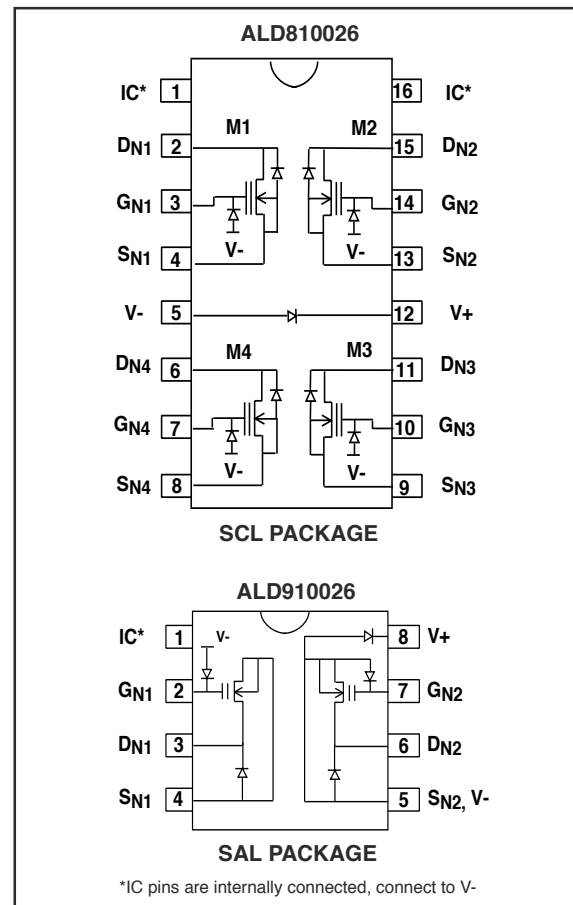 ALD810026
IC* 1 16 IC*
DN1 2 M1 M2 15 DN2
GN1 3 14 GN2
V- V-
SN1 4 13 SN2
V- 5 12 V+
DN4 6 M4 M3 11 DN3
GN4 7 10 GN3
V- V-
SN4 8 9 SN3
SCL PACKAGE
ALD910026
IC* 1 V- 8 V+
GN1 2 7 GN2
DN1 3 6 DN2
SN1 4 5 SN2, V-
SAL PACKAGE
*IC pins are internally connected, connect to V-